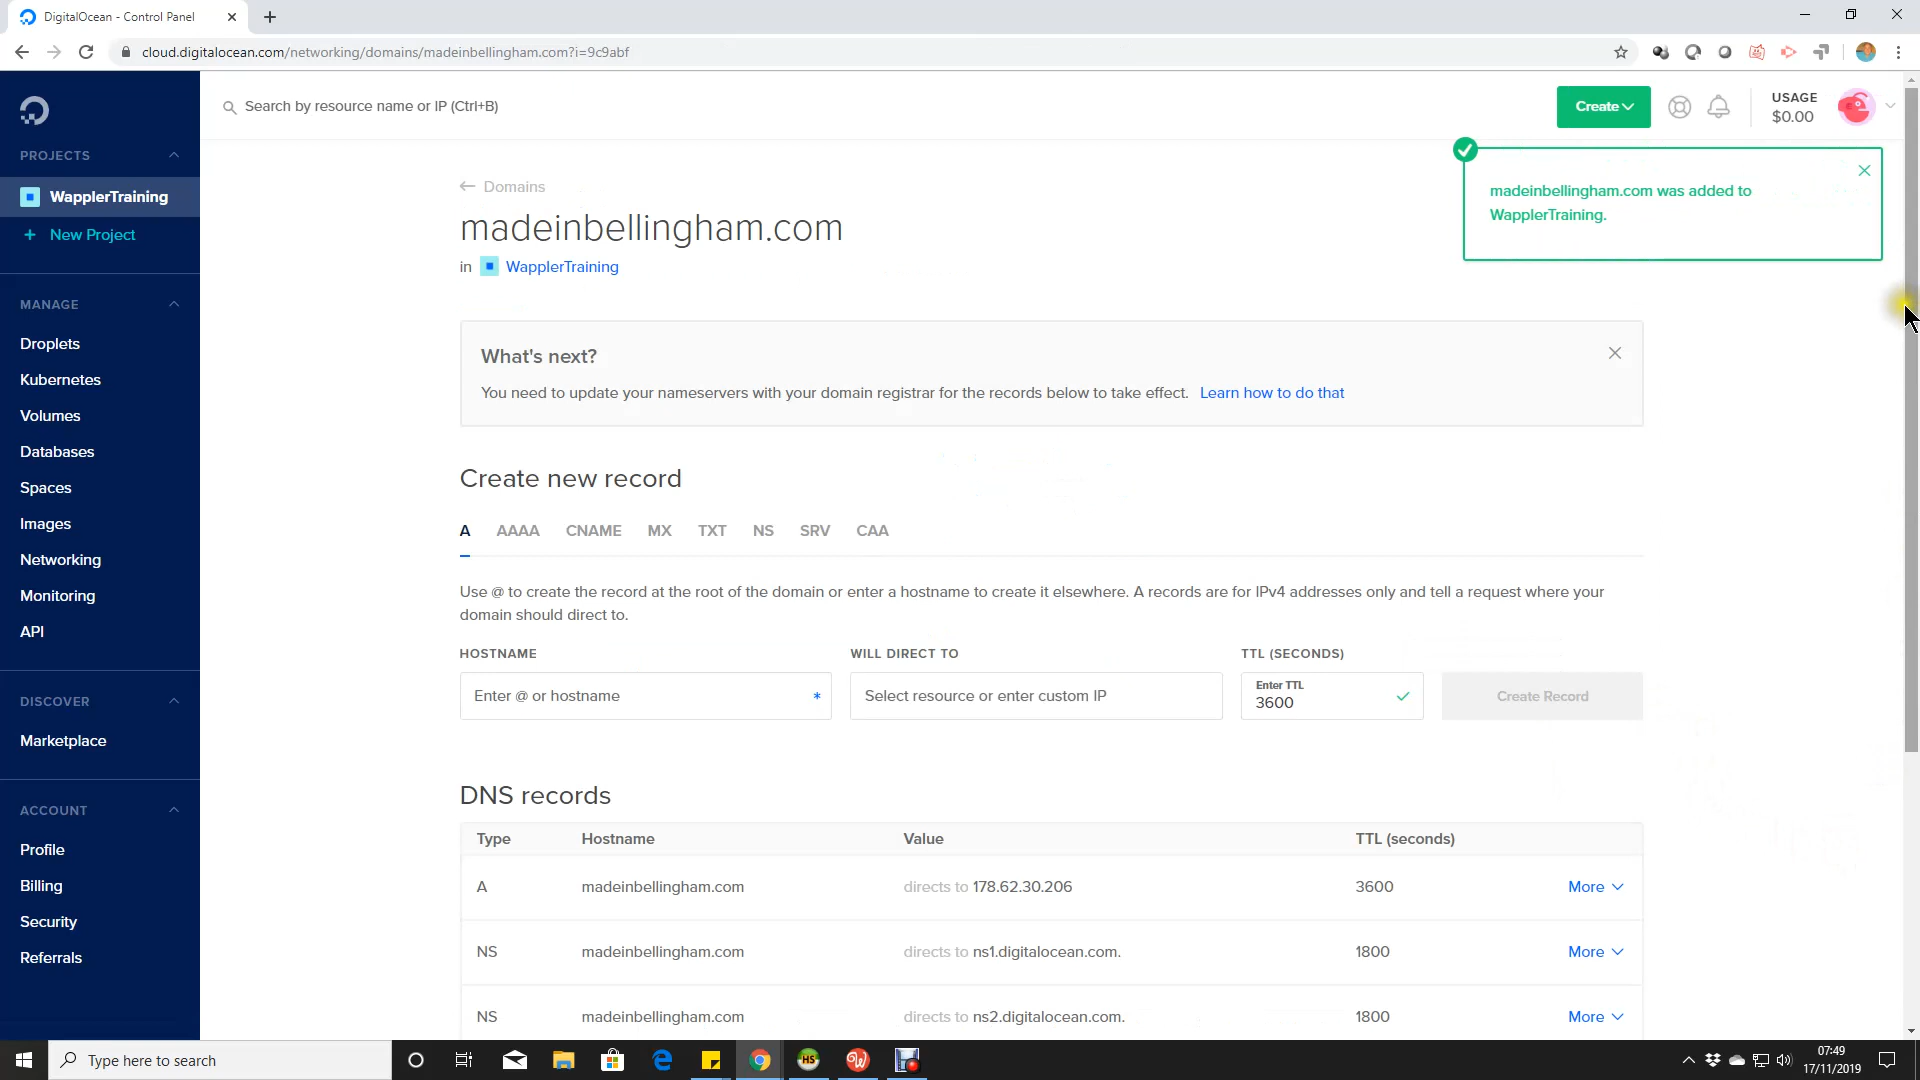 DigitalOcean - Control Panel
cloud.digitalocean.com/networking/domains/madeinbellingham.com?i=9c9abf
Search by resource name or IP (Ctrl+B)
Create
USAGE
$0.00
PROJECTS
WapplerTraining
+ New Project
MANAGE
Droplets
Kubernetes
Volumes
Databases
Spaces
Images
Networking
Monitoring
API
DISCOVER
Marketplace
ACCOUNT
Profile
Billing
Security
Referrals
madeinbellingham.com was added to
WapplerTraining.
← Domains
madeinbellingham.com
in WapplerTraining
What's next?
You need to update your nameservers with your domain registrar for the records below to take effect. Learn how to do that
Create new record
A AAAA CNAME MX TXT NS SRV CAA
Use @ to create the record at the root of the domain or enter a hostname to create it elsewhere. A records are for IPv4 addresses only and tell a request where your
domain should direct to.
HOSTNAME WILL DIRECT TO TTL (SECONDS)
Enter @ or hostname * Select resource or enter custom IP Enter TTL
3600
Create Record
DNS records
Type Hostname Value TTL (seconds)
A madeinbellingham.com directs to 178.62.30.206 3600 More
NS madeinbellingham.com directs to ns1.digitalocean.com. 1800 More
NS madeinbellingham.com directs to ns2.digitalocean.com. 1800 More
Type here to search
HS
07:49
17/11/2019